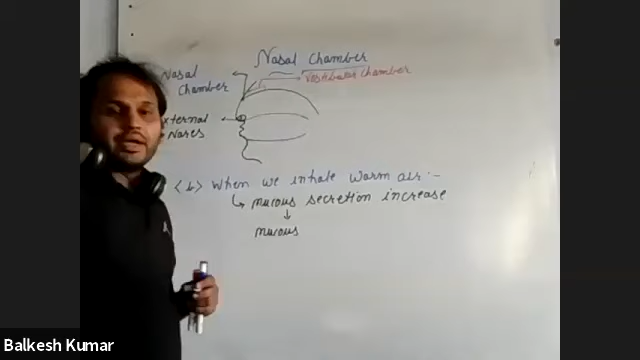 Nasal Chamber
Vestibular Chamber
Nasal
Chamber
External
Nares
<b> When we inhale warm air :-
↳ mucous secretion increase
↓
mucous
Balkesh Kumar